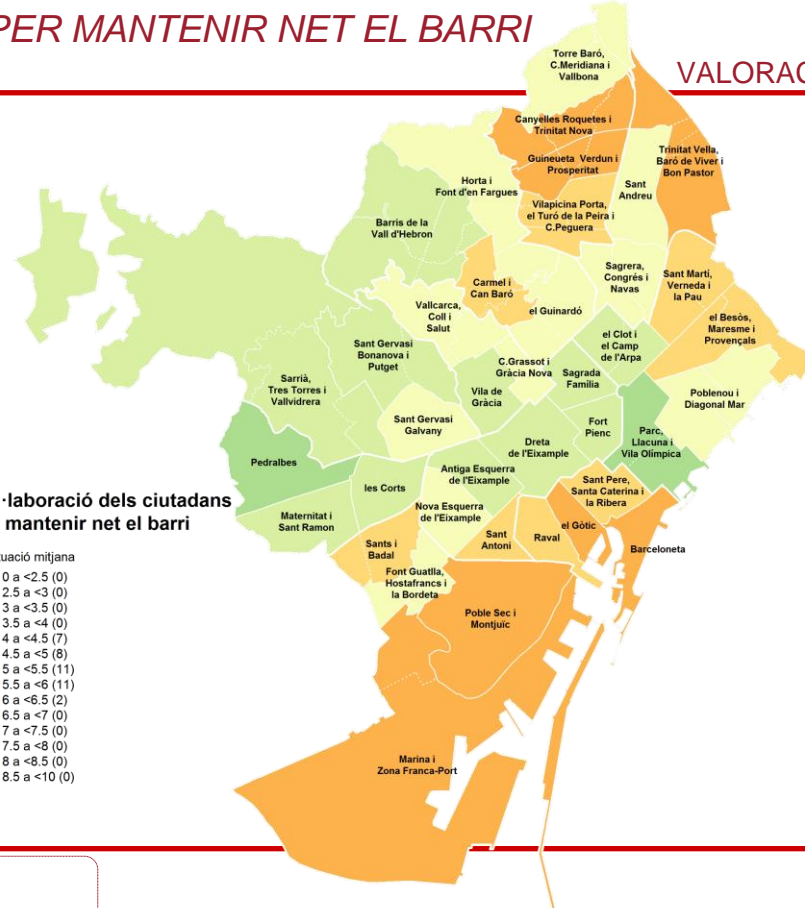 PER MANTENIR NET EL BARRI
VALORAC
Torre Baró,
C.Meridiana i
Vallbona
Canyelles Roquetes i
Trinitat Nova
Guineueta Verdun i
Prosperitat
Trinitat Vella,
Baró de Viver i
Bon Pastor
Horta i
Font d'en Fargues
Sant
Andreu
Vilapicina Porta,
el Turó de la Peira i
C.Peguera
Barris de la
Vall d'Hebron
Sagrera,
Congrés i
Navas
Sant Martí,
Verneda i
la Pau
Carmel i
Can Baró
Vallcarca,
Coll i
Salut
el Guinardó
el Besòs,
Maresme i
Provençals
el Clot i
el Camp
de l'Arpa
Sant Gervasi
Bonanova i
Putget
C.Grassot i
Gràcia Nova
Sagrada
Família
Sarrià,
Tres Torres i
Vallvidrera
Vila de
Gràcia
Poblenou i
Diagonal Mar
Sant Gervasi
Galvany
Fort
Pienc
Parc,
Llacuna i
Vila Olímpica
Dreta
de l'Eixample
Pedralbes
Antiga Esquerra
de l'Eixample
Sant Pere,
Santa Caterina i
la Ribera
les Corts
Nova Esquerra
de l'Eixample
Maternitat i
Sant Ramon
el Gòtic
Sant
Antoni
Raval
Barceloneta
Sants i
Badal
Font Guatlla,
Hostafrancs i
la Bordeta
Poble Sec i
Montjuïc
Marina i
Zona Franca-Port
·laboració dels ciutadans
mantenir net el barri
tuació mitjana
0 a <2.5 (0)
2.5 a <3 (0)
3 a <3.5 (0)
3.5 a <4 (0)
4 a <4.5 (7)
4.5 a <5 (8)
5 a <5.5 (11)
5.5 a <6 (11)
6 a <6.5 (2)
6.5 a <7 (0)
7 a <7.5 (0)
7.5 a <8 (0)
8 a <8.5 (0)
8.5 a <10 (0)